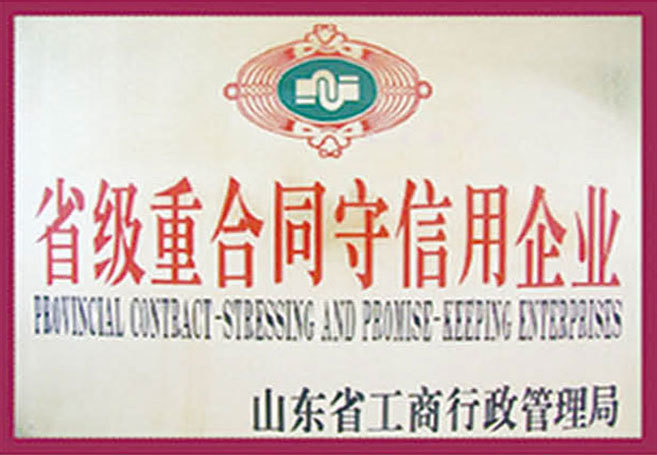 省级重合同守信用企业
PROVINCIAL CONTRACT-STRESSING AND PROMISE-KEEPING ENTERPRISES
山东省工商行政管理局